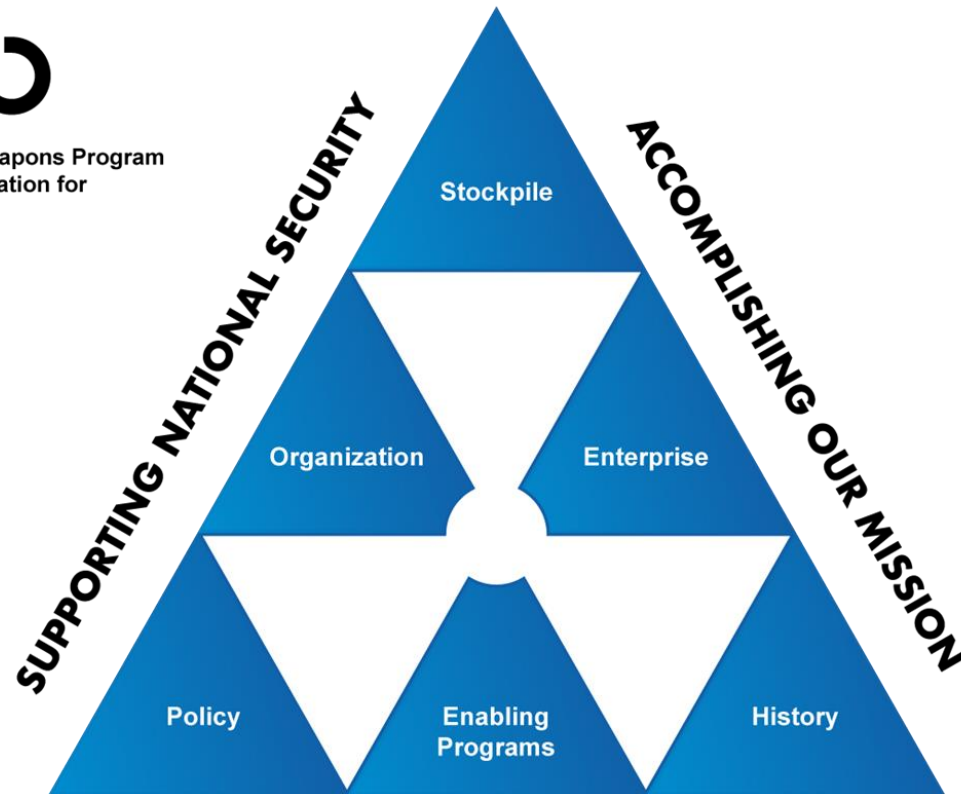 apons Program
ation for
SUPPORTING NATIONAL SECURITY
ACCOMPLISHING OUR MISSION
Stockpile
Organization
Enterprise
Policy
Enabling
Programs
History